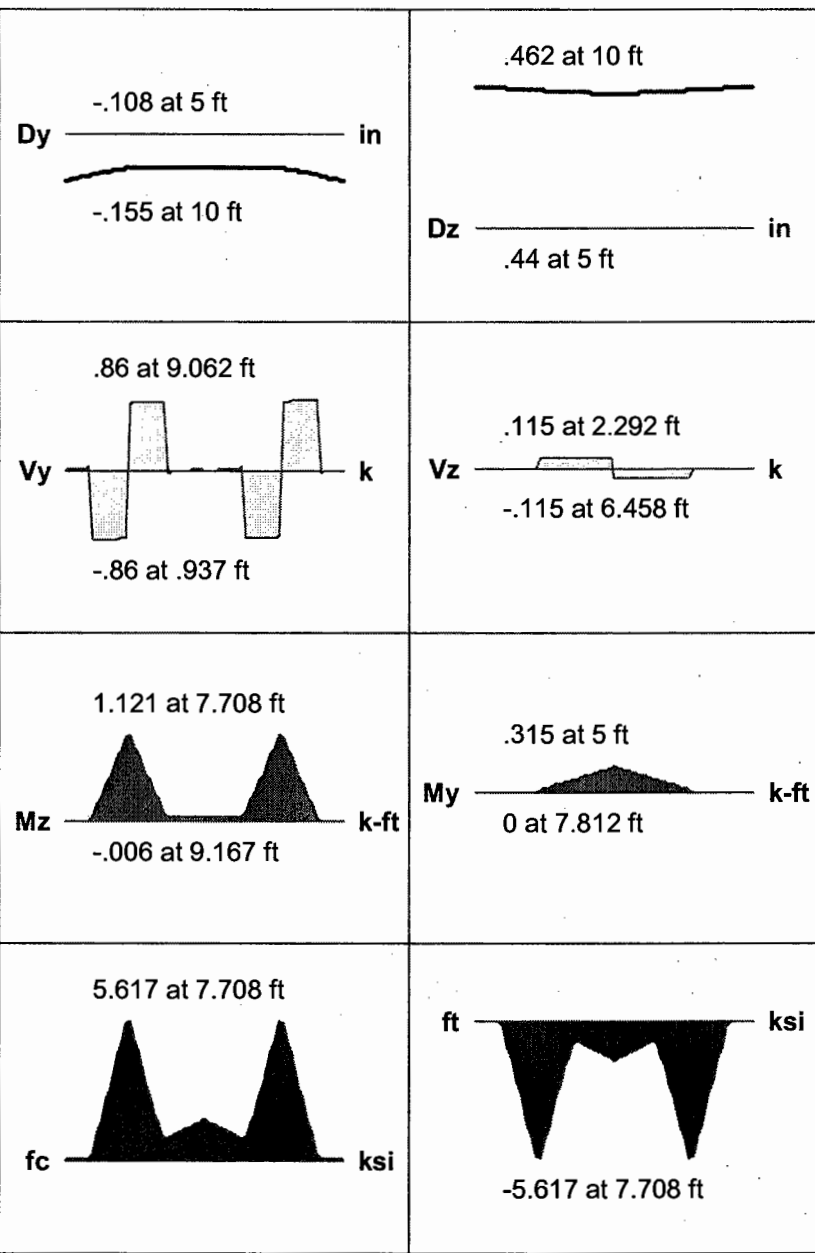 -.108 at 5 ft
Dy in
-.155 at 10 ft
.462 at 10 ft
Dz in
.44 at 5 ft
.86 at 9.062 ft
Vy k
-.86 at .937 ft
.115 at 2.292 ft
Vz k
-.115 at 6.458 ft
1.121 at 7.708 ft
Mz k-ft
-.006 at 9.167 ft
.315 at 5 ft
My k-ft
0 at 7.812 ft
5.617 at 7.708 ft
fc ksi
ft ksi
-5.617 at 7.708 ft